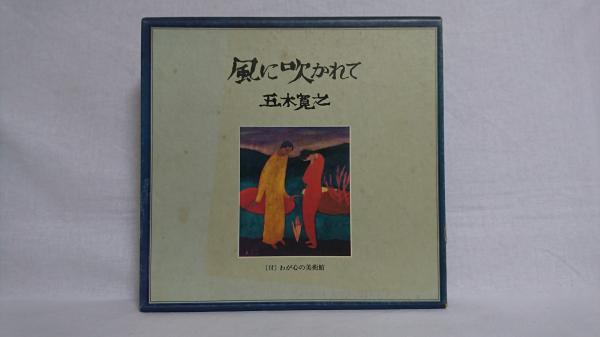 風に吹かれて
五木寛之
〔付〕わが心の美術館